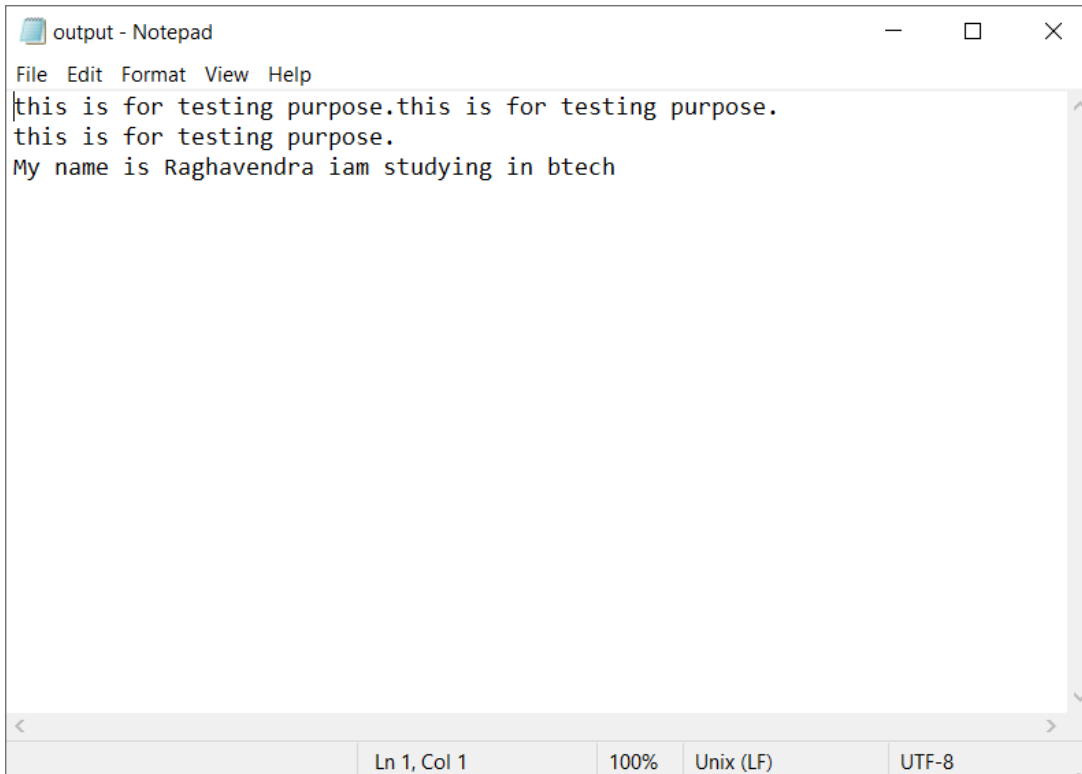 output - Notepad
File Edit Format View Help
this is for testing purpose.this is for testing purpose.
this is for testing purpose.
My name is Raghavendra iam studying in btech
Ln 1, Col 1 100% Unix (LF) UTF-8